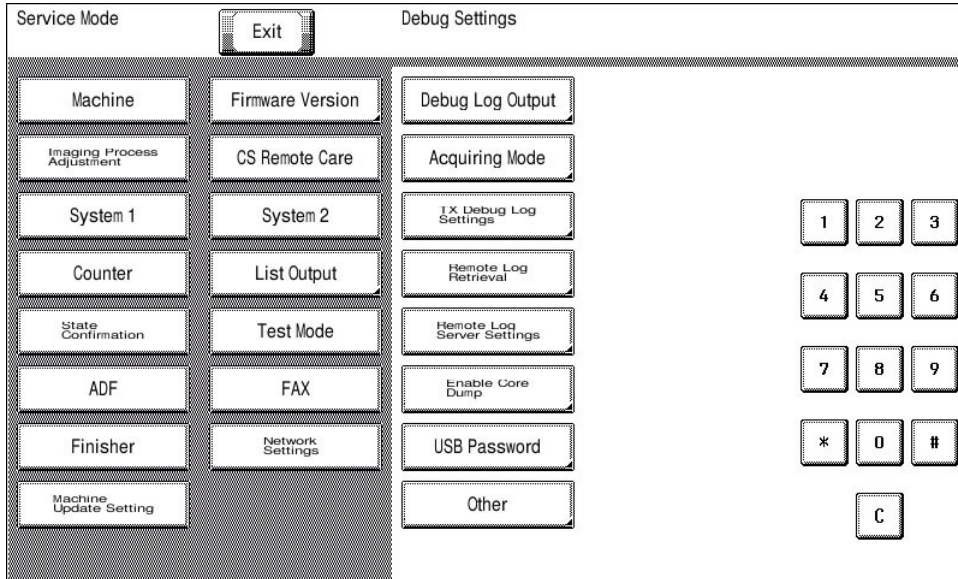 Service Mode
Exit
Debug Settings
Machine
Firmware Version
Imaging Process
Adjustment
CS Remote Care
System 1
System 2
Counter
List Output
State
Confirmation
Test Mode
ADF
FAX
Finisher
Network
Settings
Machine
Update Setting
Debug Log Output
Acquiring Mode
TX Debug Log
Settings
Remote Log
Retrieval
Remote Log
Server Settings
Enable Core
Dump
USB Password
Other
1 2 3
4 5 6
7 8 9
* 0 #
C